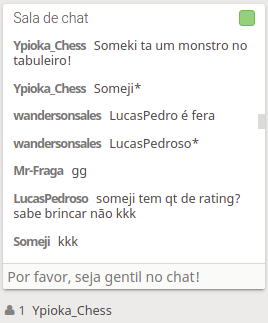 Sala de chat
Ypioka_Chess Someki ta um monstro no
tabuleiro!
Ypioka_Chess Someji*
wandersonsales LucasPedro é fera
wandersonsales LucasPedroso*
Mr-Fraga gg
LucasPedroso someji tem qt de rating?
sabe brincar não kkk
Someji kkk
Por favor, seja gentil no chat!
1 Ypioka_Chess